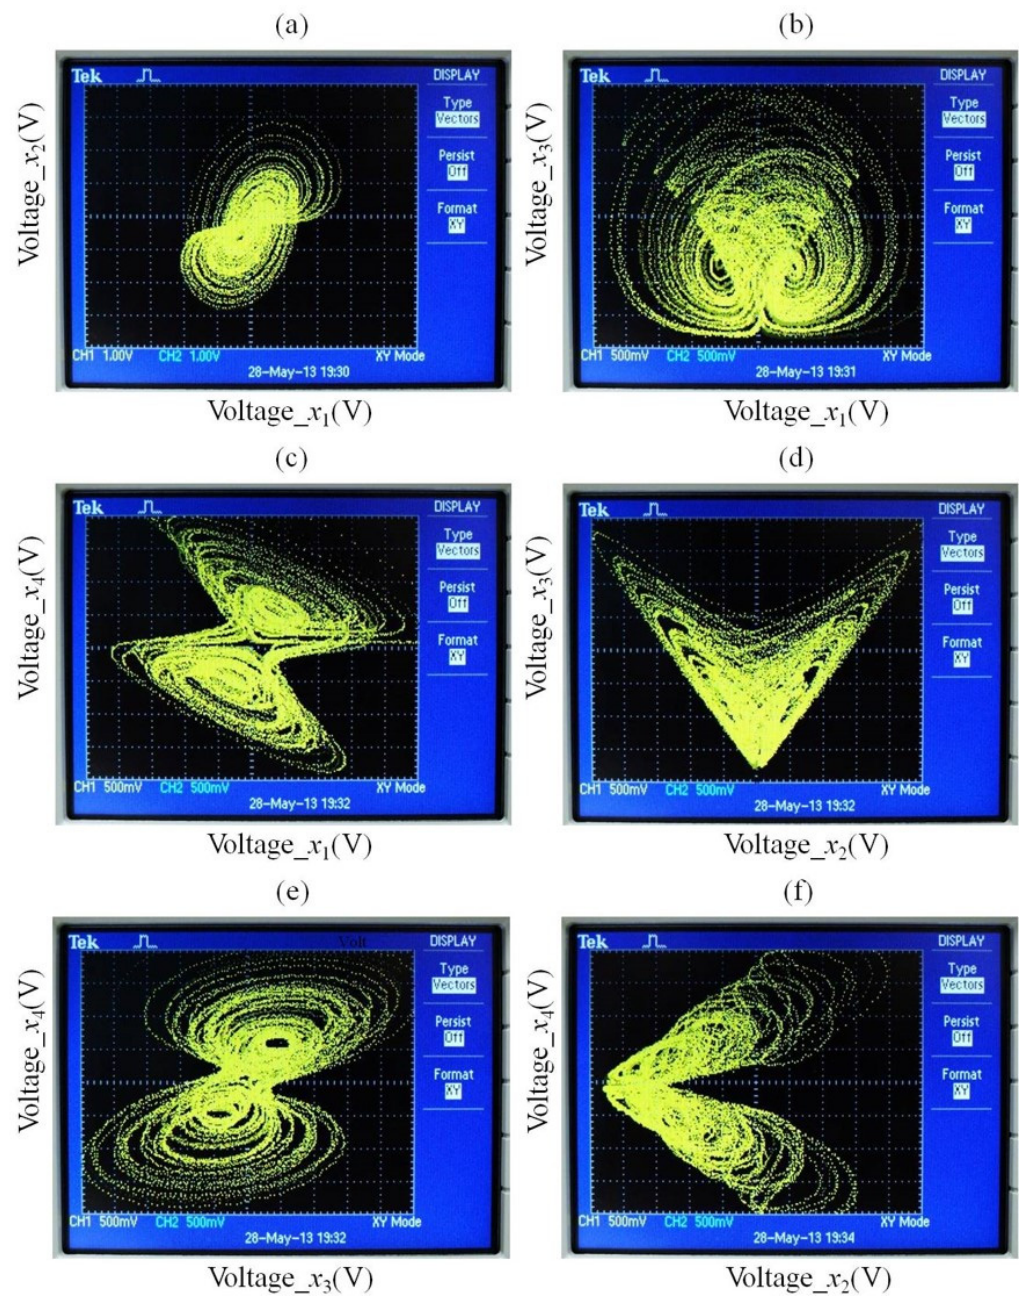 (a)
Voltage_x2(V)
Tek
DISPLAY
Type
Vectors
Persist
Off
Format
XY
CH1 1.00V CH2 1.00V XY Mode
28-May-13 19:30
Voltage_x1(V)
(b)
Voltage_x3(V)
Tek
DISPLAY
Type
Vectors
Persist
Off
Format
XY
CH1 500mV CH2 500mV XY Mode
28-May-13 19:31
Voltage_x1(V)
(c)
Voltage_x4(V)
Tek
DISPLAY
Type
Vectors
Persist
Off
Format
XY
CH1 500mV CH2 500mV XY Mode
28-May-13 19:32
Voltage_x1(V)
(d)
Voltage_x3(V)
Tek
DISPLAY
Type
Vectors
Persist
Off
Format
XY
CH1 500mV CH2 500mV XY Mode
28-May-13 19:32
Voltage_x2(V)
(e)
Voltage_x4(V)
Tek
Volt
DISPLAY
Type
Vectors
Persist
Off
Format
XY
CH1 500mV CH2 500mV XY Mode
28-May-13 19:32
Voltage_x3(V)
(f)
Voltage_x4(V)
Tek
DISPLAY
Type
Vectors
Persist
Off
Format
XY
CH1 500mV CH2 500mV XY Mode
28-May-13 19:34
Voltage_x2(V)